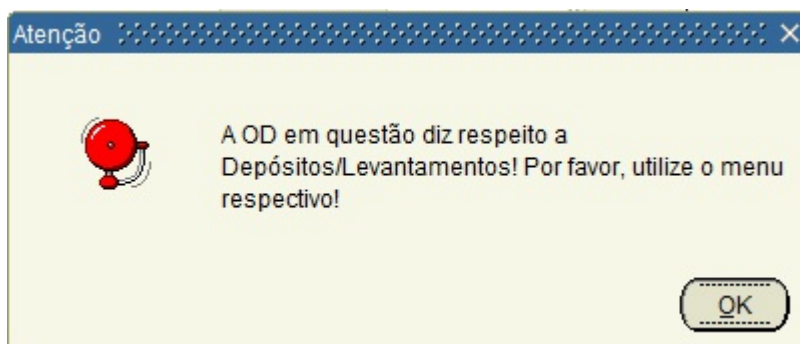 Atenção
A OD em questão diz respeito a
Depósitos/Levantamentos! Por favor, utilize o menu
respectivo!
OK